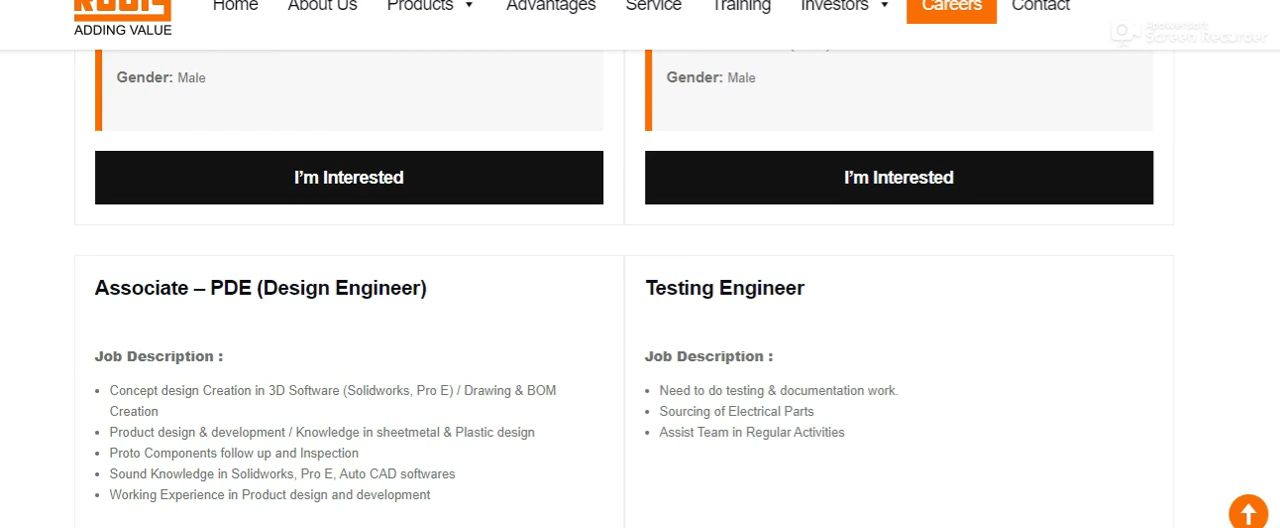 ROOTS
ADDING VALUE
Home About Us Products Advantages Service Training Investors Careers Contact
Apowersoft
Screen Recorder
Gender: Male
Gender: Male
I’m Interested
I’m Interested
Associate – PDE (Design Engineer)
Job Description :
• Concept design Creation in 3D Software (Solidworks, Pro E) / Drawing & BOM
Creation
• Product design & development / Knowledge in sheetmetal & Plastic design
• Proto Components follow up and Inspection
• Sound Knowledge in Solidworks, Pro E, Auto CAD softwares
• Working Experience in Product design and development
Testing Engineer
Job Description :
• Need to do testing & documentation work.
• Sourcing of Electrical Parts
• Assist Team in Regular Activities